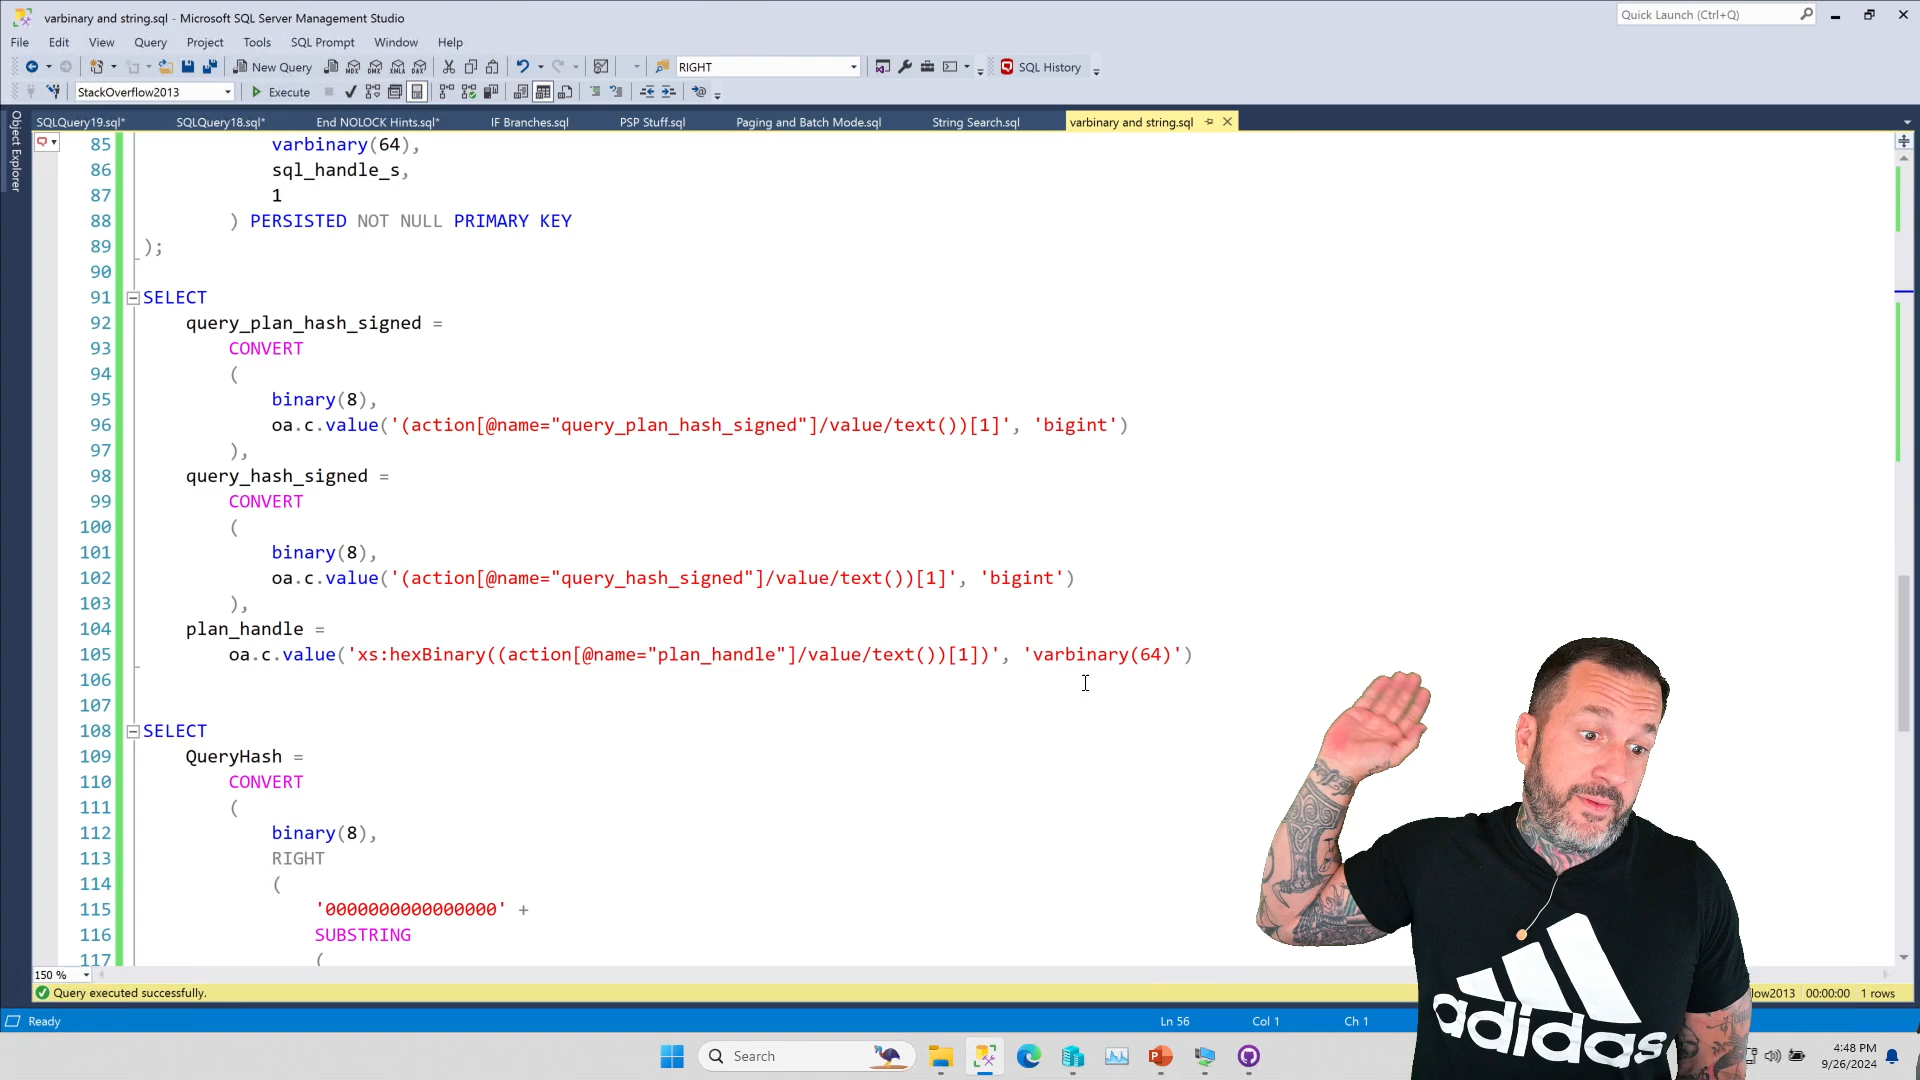 varbinary and string.sql - Microsoft SQL Server Management Studio
Quick Launch (Ctrl+Q)
File Edit View Query Project Tools SQL Prompt Window Help
New Query
RIGHT
SQL History
StackOverflow2013
Execute
SQLQuery19.sql* SQLQuery18.sql* End NOLOCK Hints.sql* IF Branches.sql PSP Stuff.sql Paging and Batch Mode.sql String Search.sql varbinary and string.sql
Object Explorer
85 varbinary(64),
86 sql_handle_s,
87 1
88 ) PERSISTED NOT NULL PRIMARY KEY
89 );
90
91 SELECT
92 query_plan_hash_signed =
93 CONVERT
94 (
95 binary(8),
96 oa.c.value('(action[@name="query_plan_hash_signed"]/value/text())[1]', 'bigint')
97 ),
98 query_hash_signed =
99 CONVERT
100 (
101 binary(8),
102 oa.c.value('(action[@name="query_hash_signed"]/value/text())[1]', 'bigint')
103 ),
104 plan_handle =
105 oa.c.value('xs:hexBinary((action[@name="plan_handle"]/value/text())[1])', 'varbinary(64)')
106
107
108 SELECT
109 QueryHash =
110 CONVERT
111 (
112 binary(8),
113 RIGHT
114 (
115 '0000000000000000' +
116 SUBSTRING
117 (
150 %
Query executed successfully.
low2013 00:00:00 1 rows
Ready
Ln 56 Col 1 Ch 1
adidas
Search
4:48 PM
9/26/2024